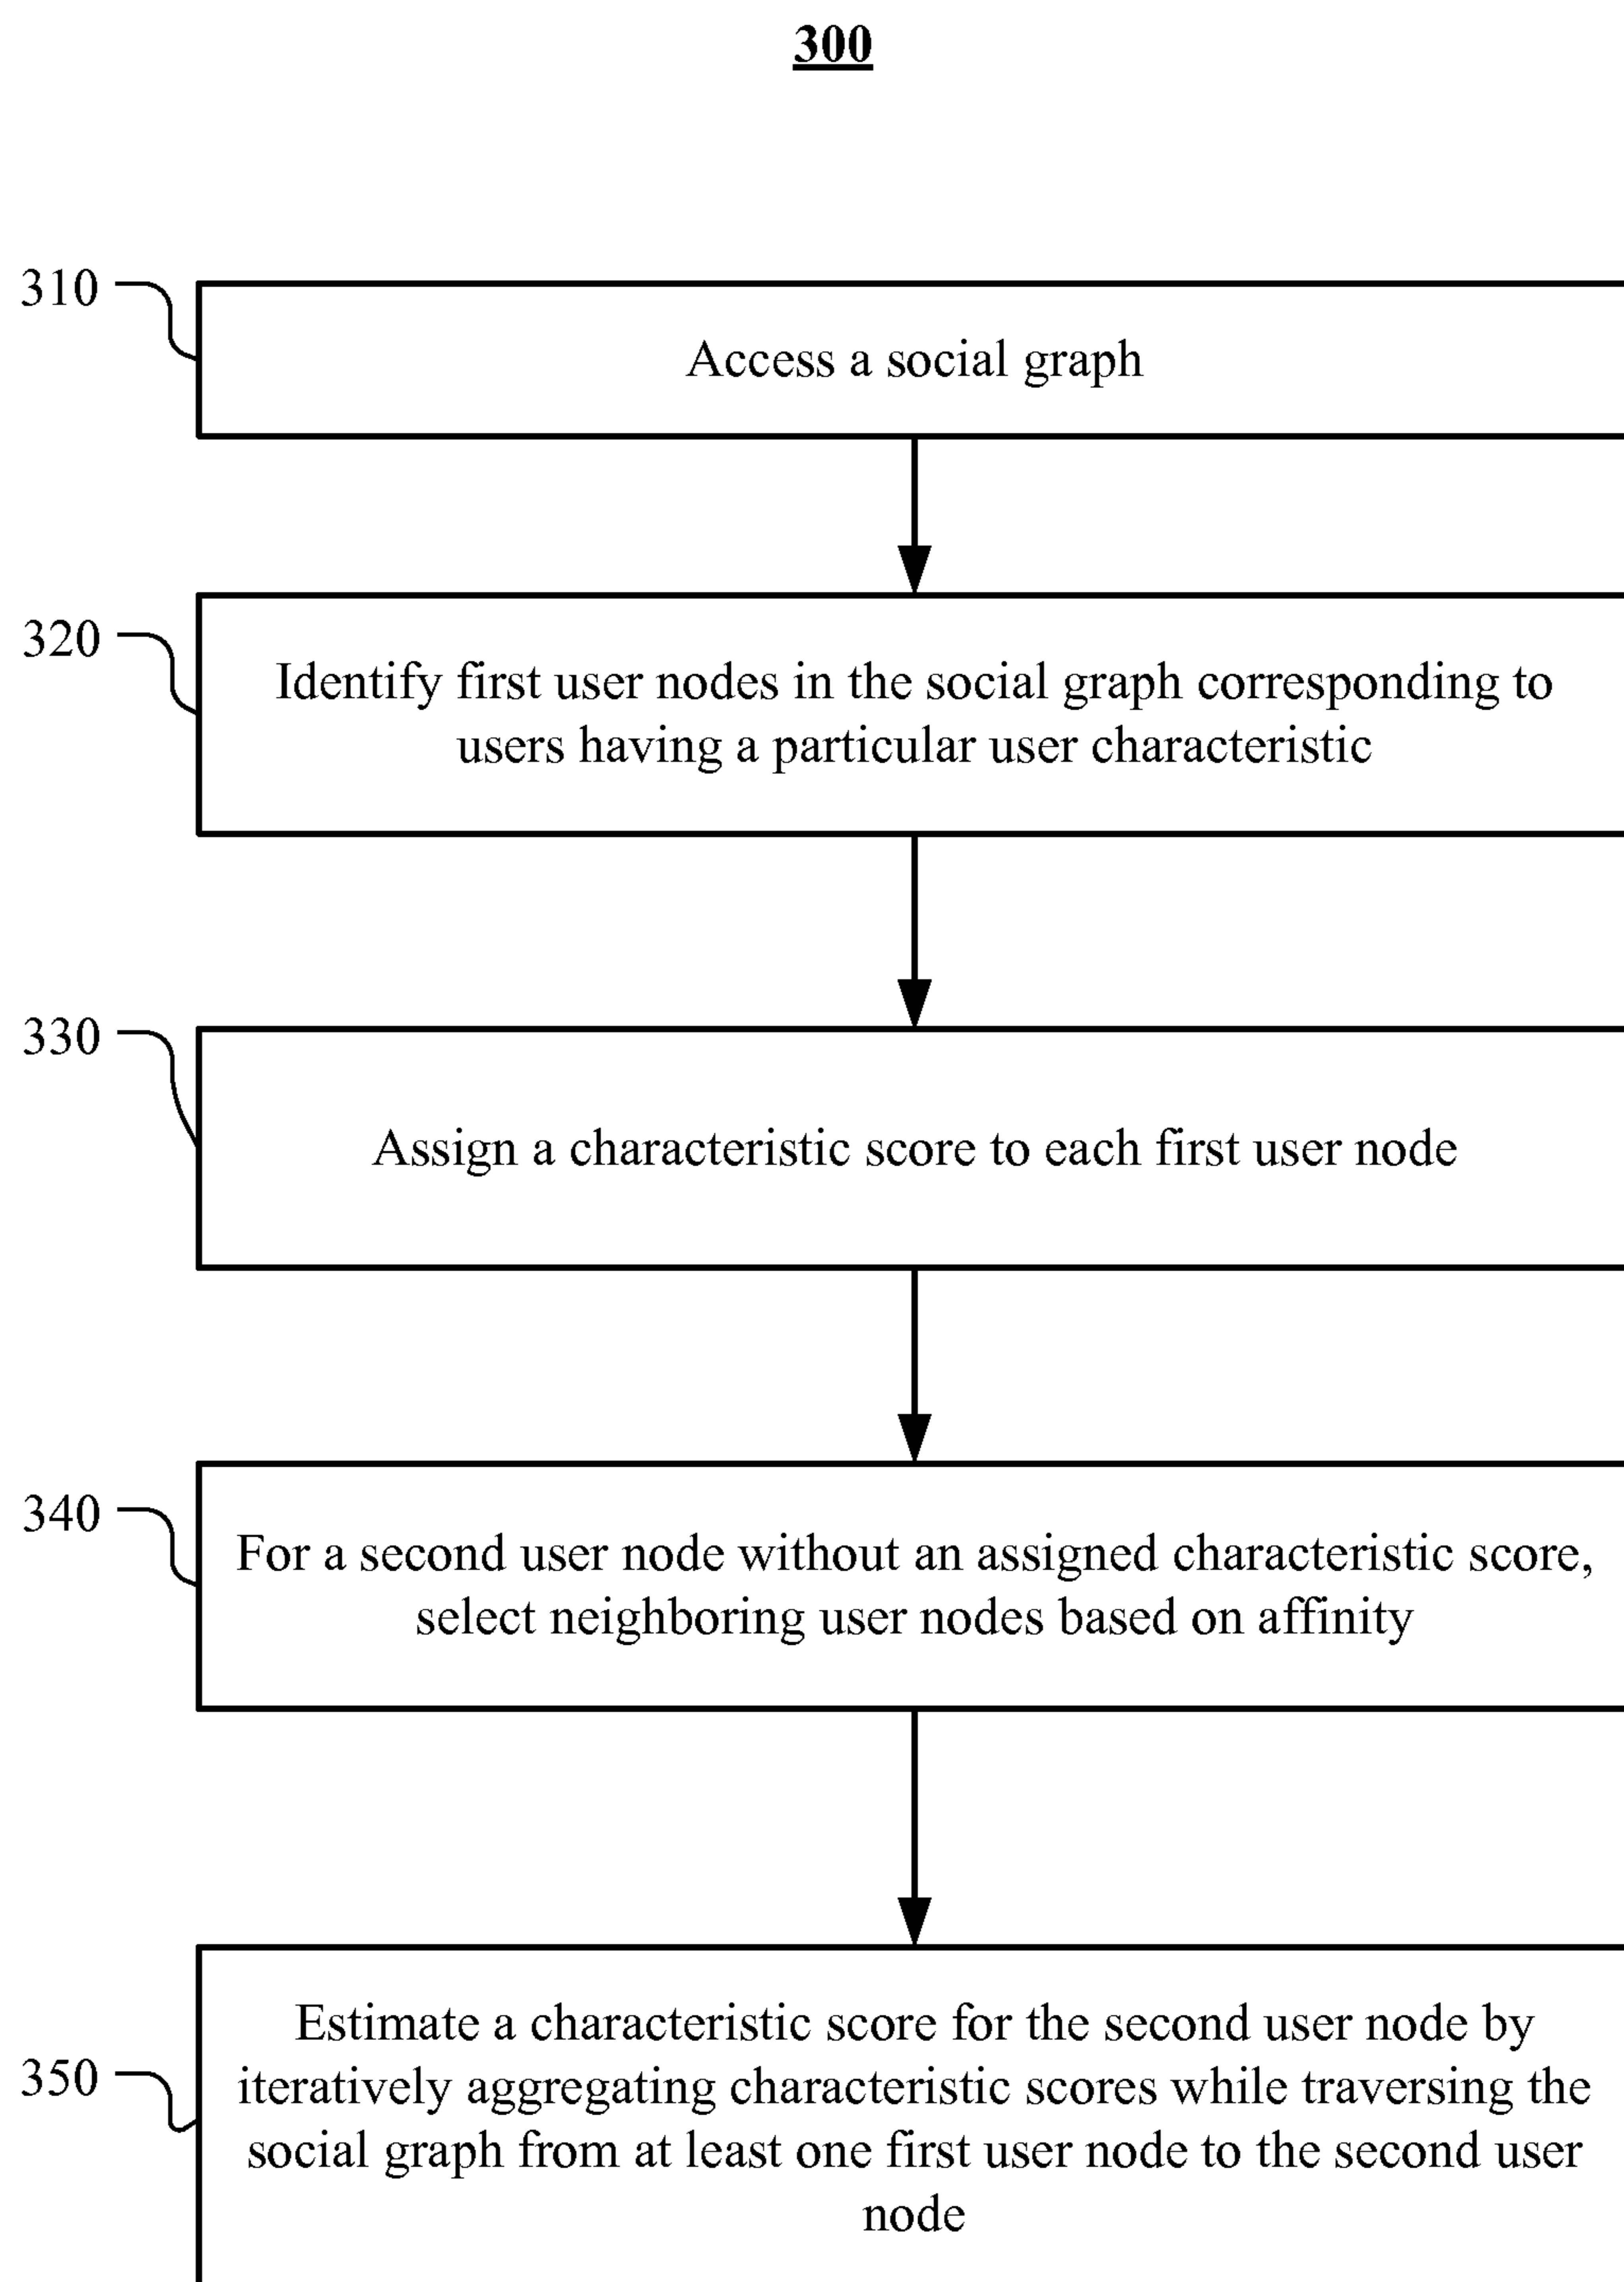 300
310
Access a social graph
320
Identify first user nodes in the social graph corresponding to
users having a particular user characteristic
330
Assign a characteristic score to each first user node
340
For a second user node without an assigned characteristic score,
select neighboring user nodes based on affinity
350
Estimate a characteristic score for the second user node by
iteratively aggregating characteristic scores while traversing the
social graph from at least one first user node to the second user
node